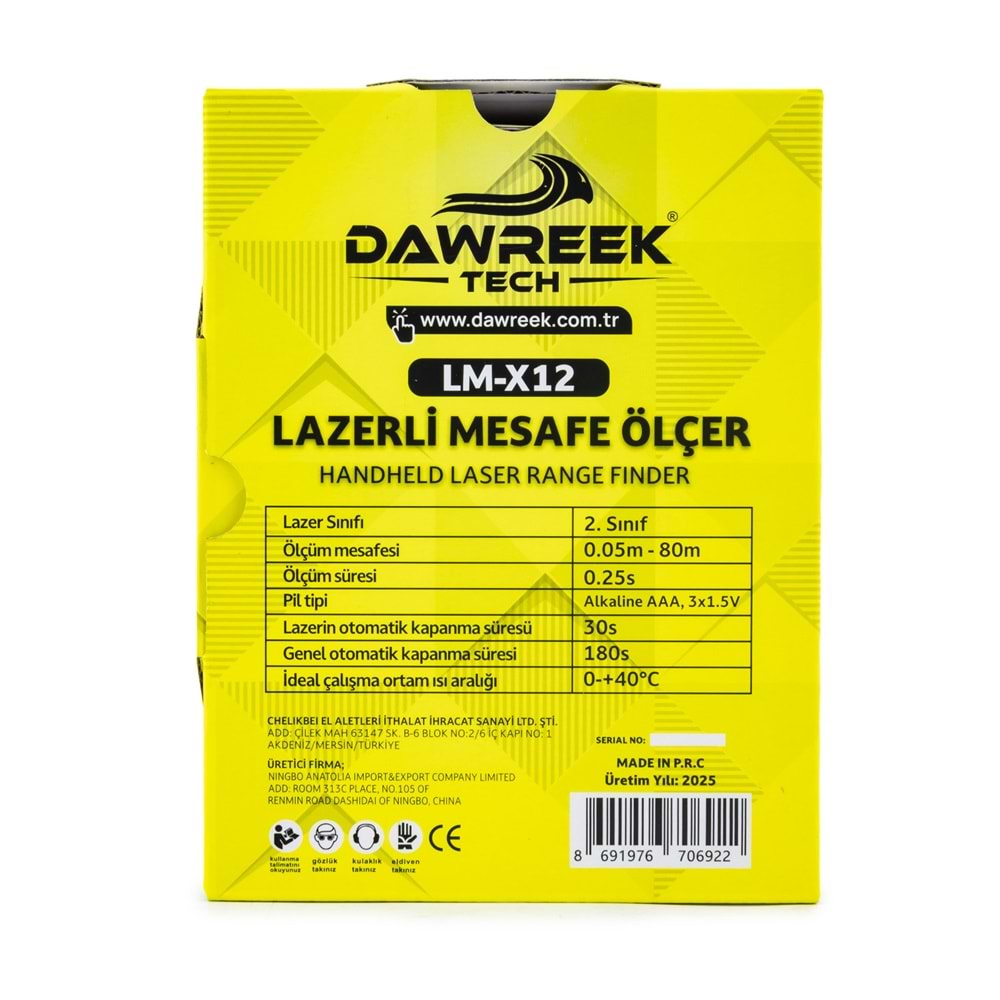 DAWREEK®
TECH
www.dawreek.com.tr
LM-X12
LAZERLİ MESAFE ÖLÇER
HANDHELD LASER RANGE FINDER
Lazer Sınıfı 2. Sınıf
Ölçüm mesafesi 0.05m - 80m
Ölçüm süresi 0.25s
Pil tipi Alkaline AAA, 3x1.5V
Lazerin otomatik kapanma süresü 30s
Genel otomatik kapanma süresi 180s
İdeal çalışma ortam ısı aralığı 0-+40°C
CHELIKBEI EL ALETLERİ İTHALAT İHRACAT SANAYİ LTD. ŞTİ.
ADD: ÇİLEK MAH 63147 SK. B-6 BLOK NO:2/6 İÇ KAPI NO: 1
AKDENİZ/MERSİN/TÜRKİYE
ÜRETİCİ FİRMA;
NINGBO ANATOLIA IMPORT&EXPORT COMPANY LIMITED
ADD: ROOM 313C PLACE, NO.105 OF
RENMIN ROAD DASHIDAI OF NINGBO, CHINA
kullanma
talimatını
okuyunuz
gözlük
takınız
kulaklık
takınız
eldiven
takınız
CE
SERIAL NO:
MADE IN P.R.C
Üretim Yılı: 2025
8 691976 706922